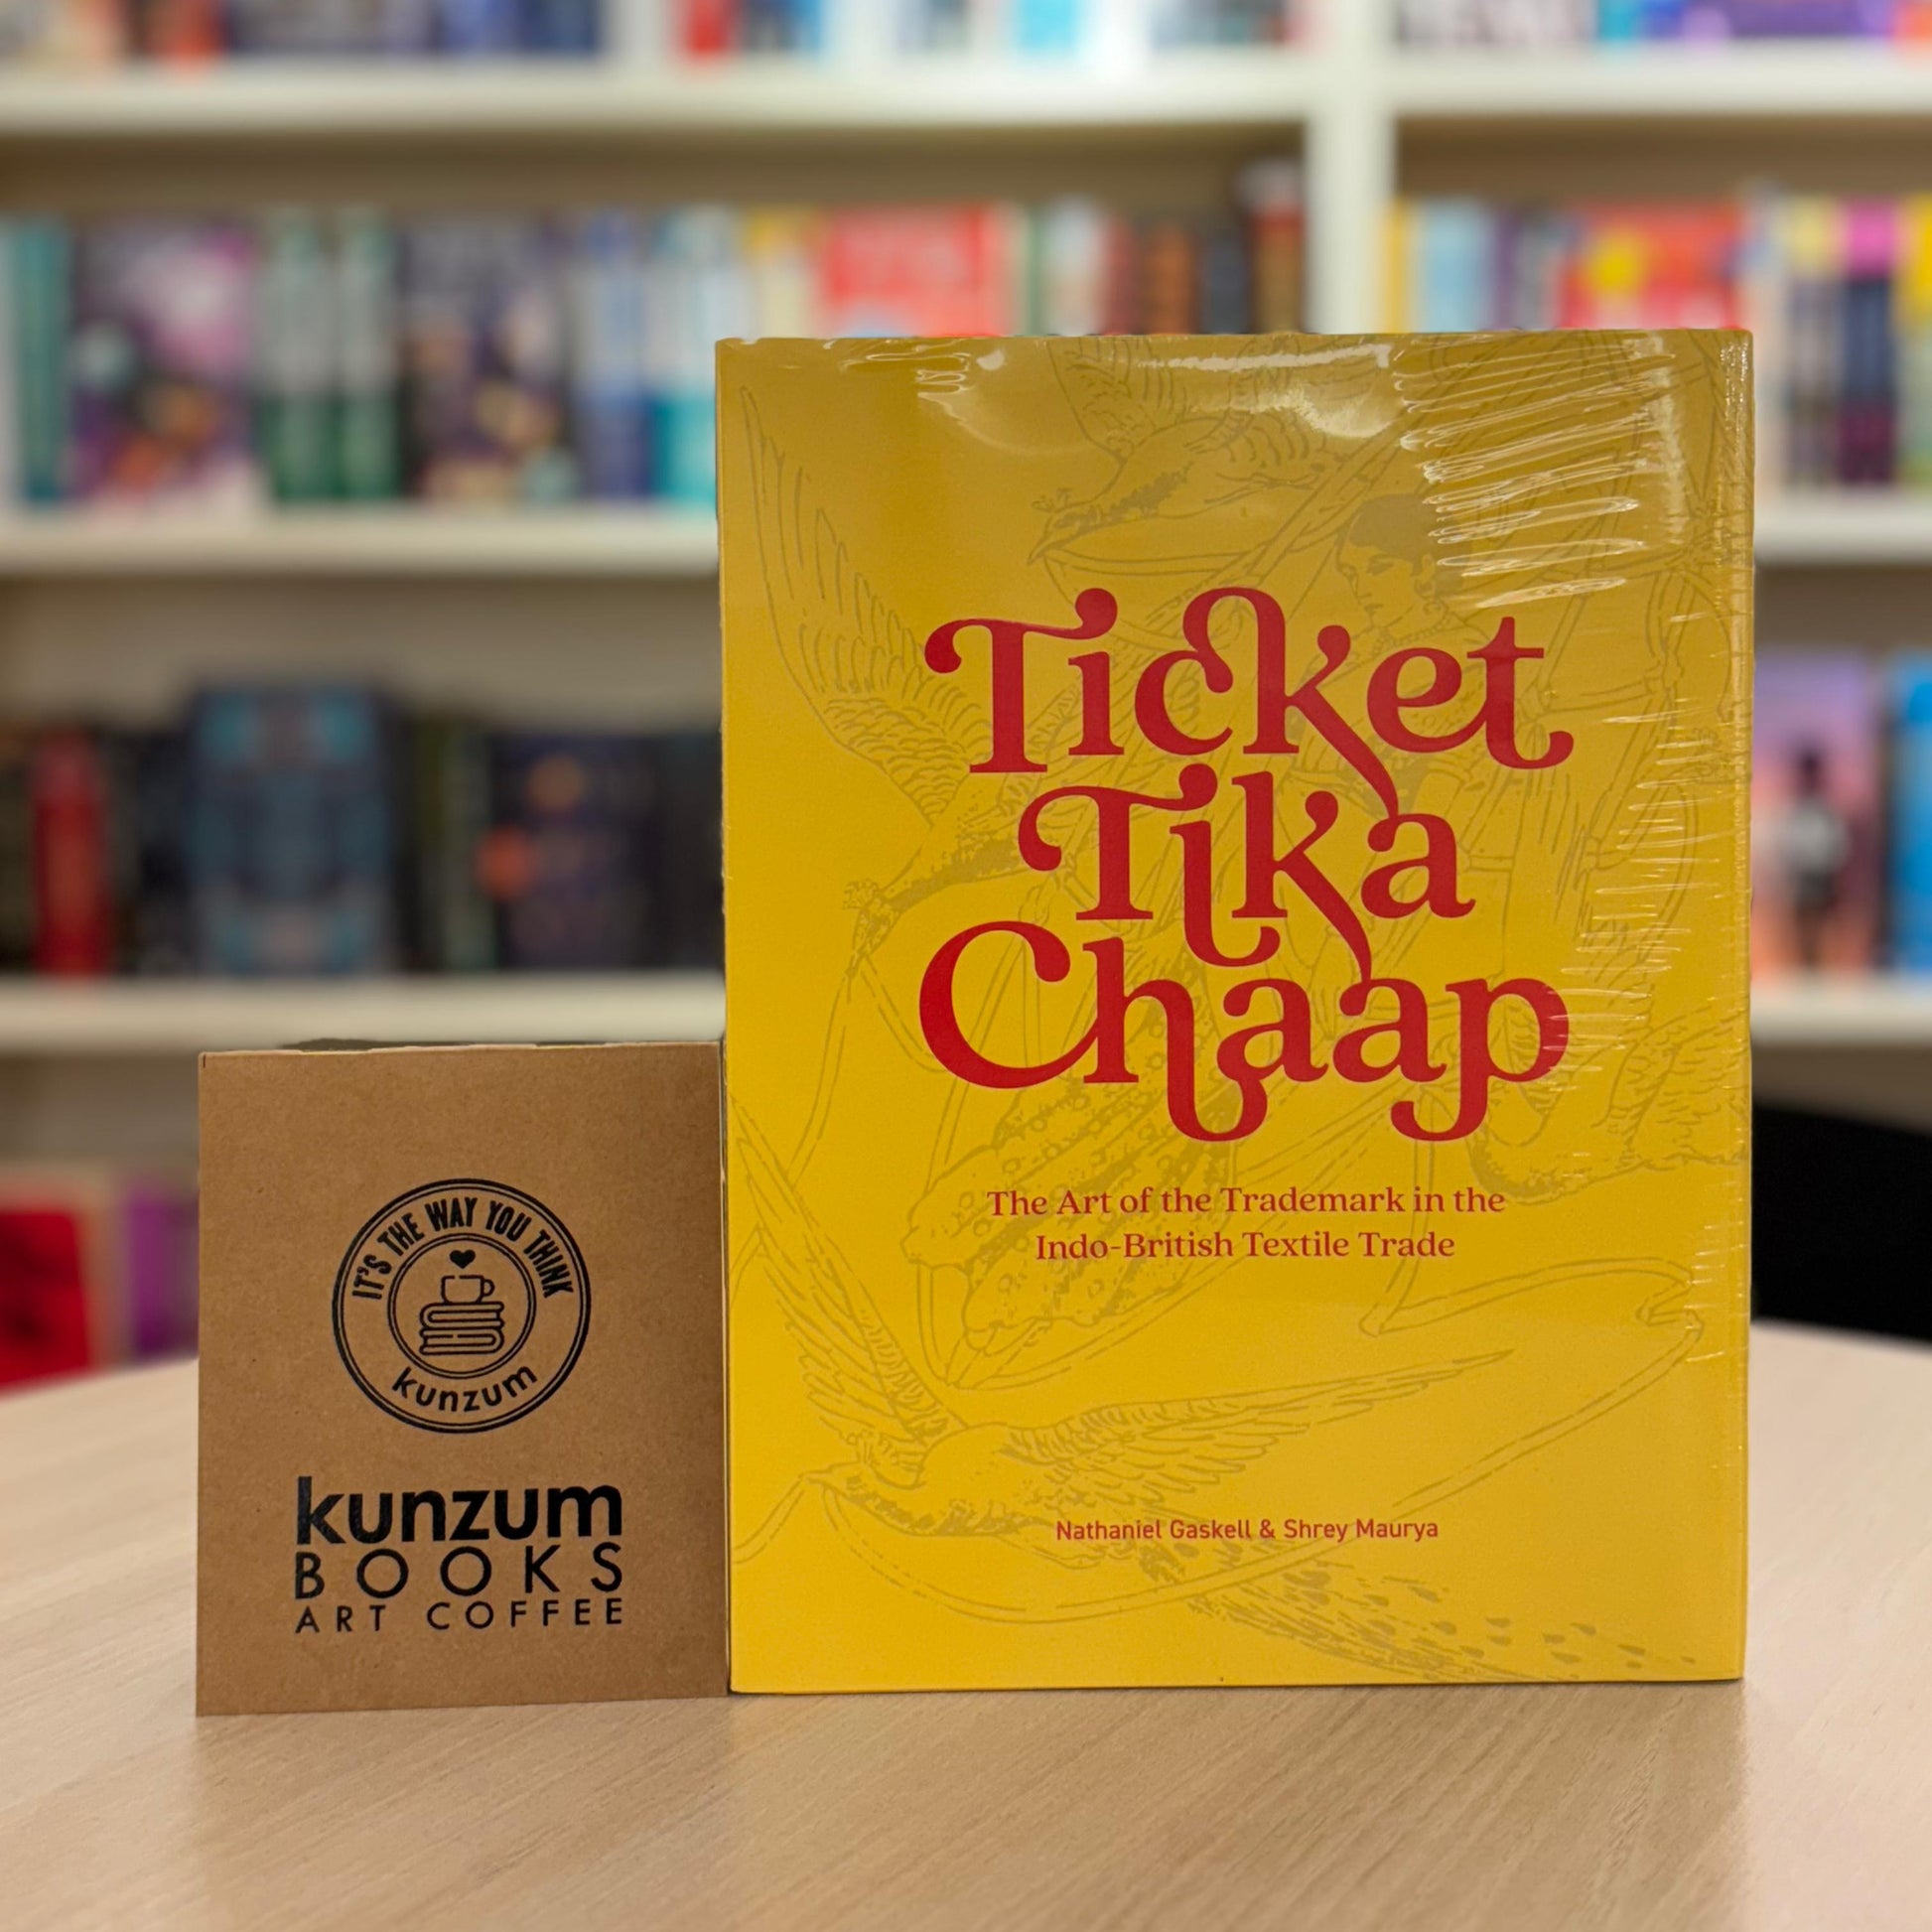 Ticket
Tika
Chaap
The Art of the Trademark in the
Indo-British Textile Trade
Nathaniel Gaskell & Shrey Maurya
IT'S THE WAY YOU THINK
kunzum
kunzum
BOOKS
ART COFFEE